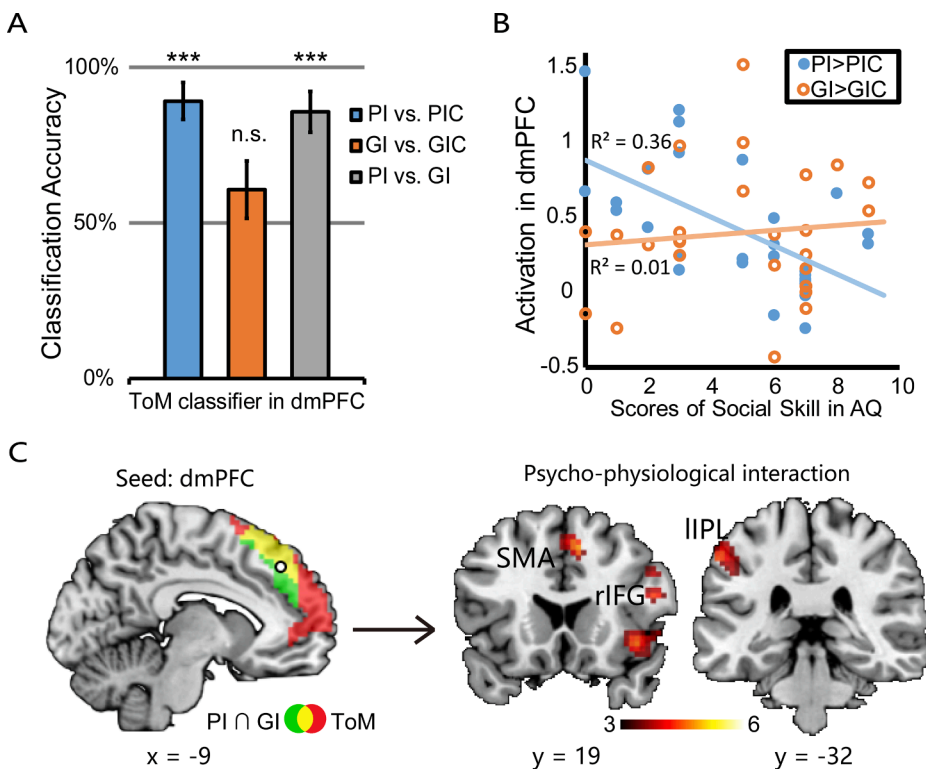 A
100%
50%
0%
Classification Accuracy
***
n.s.
***
PI vs. PIC
GI vs. GIC
PI vs. GI
ToM classifier in dmPFC
B
PI>PIC
GI>GIC
1.5
1
0.5
0
-0.5
Activation in dmPFC
R² = 0.36
R² = 0.01
0 2 4 6 8 10
Scores of Social Skill in AQ
C
Seed: dmPFC
PI ∩ GI ToM
x = -9
Psycho-physiological interaction
SMA
rIFG
lIPL
3 6
y = 19
y = -32